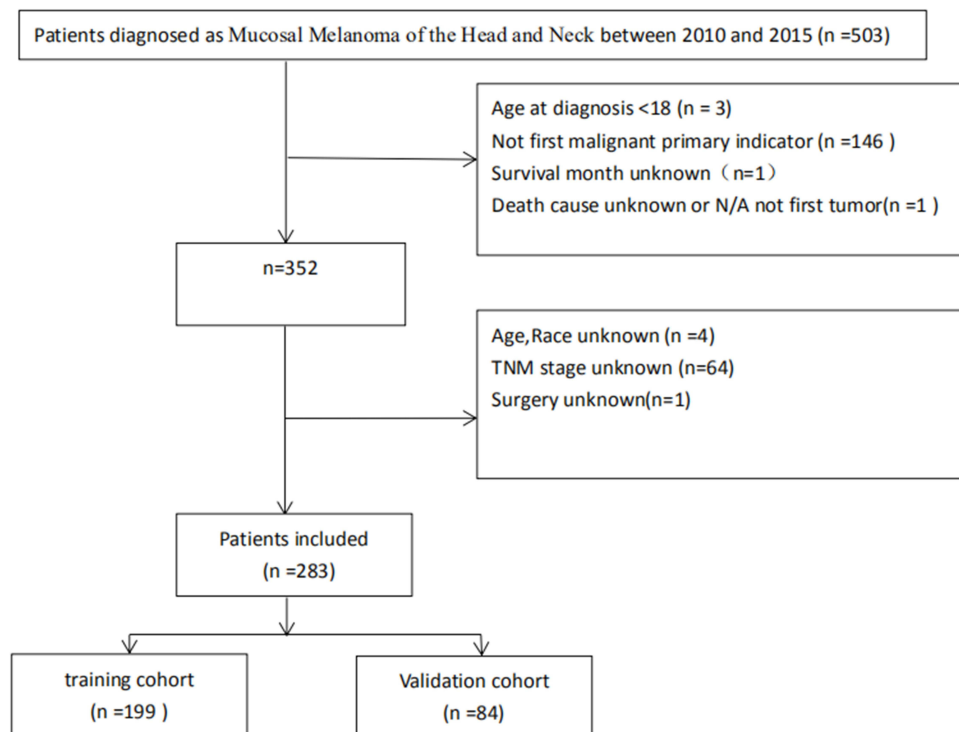 Patients diagnosed as Mucosal Melanoma of the Head and Neck between 2010 and 2015 (n =503)
Age at diagnosis <18 (n = 3)
Not first malignant primary indicator (n =146 )
Survival month unknown（n=1）
Death cause unknown or N/A not first tumor(n =1 )
n=352
Age,Race unknown (n =4)
TNM stage unknown (n=64)
Surgery unknown(n=1)
Patients included
(n =283)
training cohort
(n =199 )
Validation cohort
(n =84)